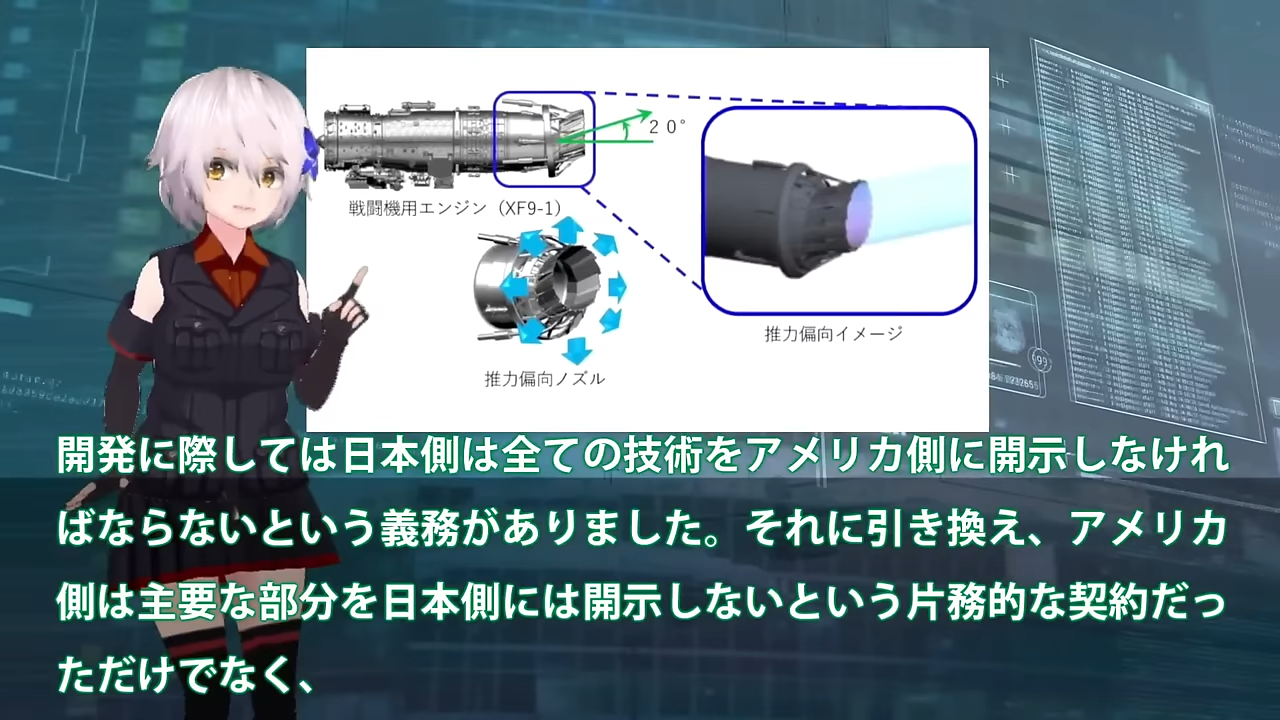 20°
戦闘機用エンジン（XF9-1）
推力偏向イメージ
推力偏向ノズル
開発に際しては日本側は全ての技術をアメリカ側に開示しなけれ
ばならないという義務がありました。それに引き換え、アメリカ
側は主要な部分を日本側には開示しないという片務的な契約だっ
ただけでなく、